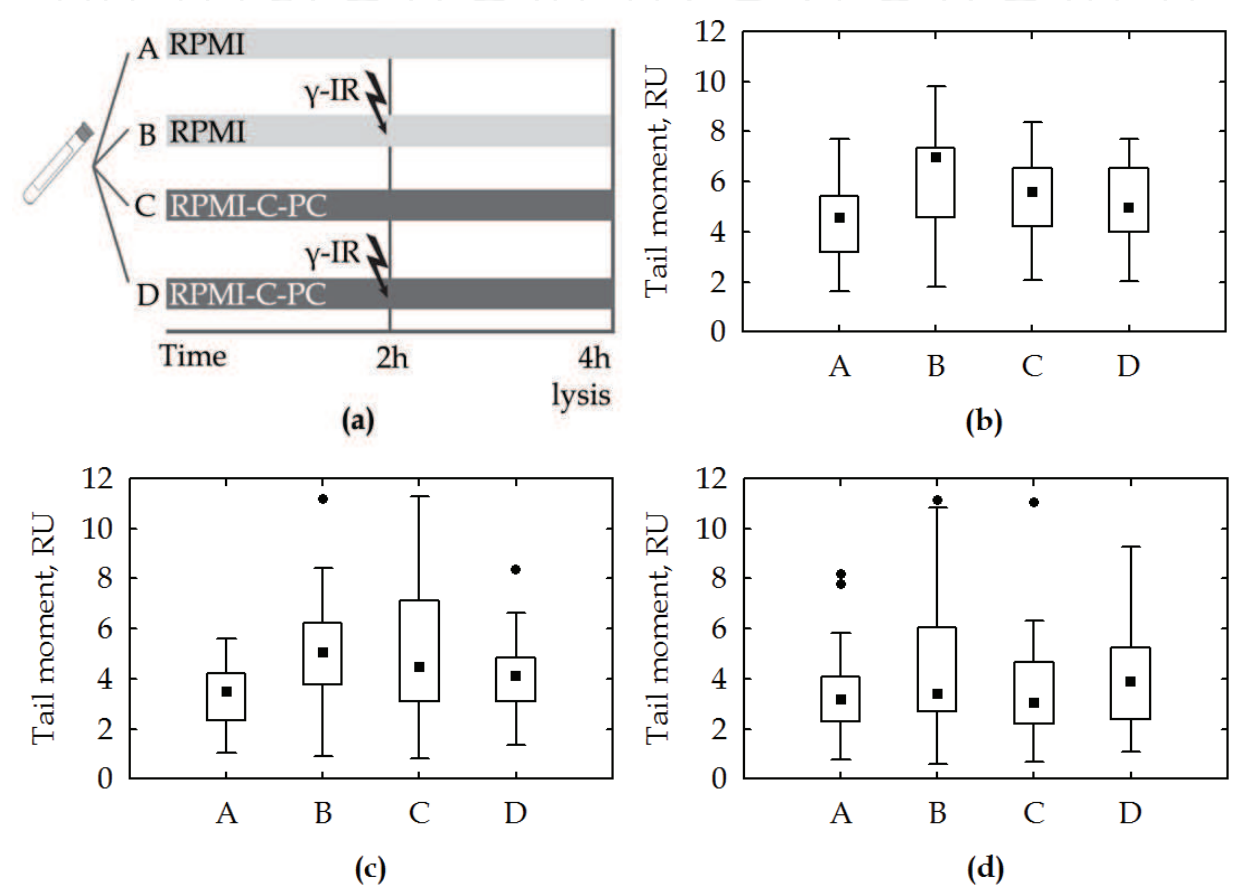 A RPMI
γ-IR
B RPMI
C RPMI-C-PC
γ-IR
D RPMI-C-PC
Time 2h 4h
lysis
(a)
Tail moment, RU
12
10
8
6
4
2
0
A B C D
(b)
Tail moment, RU
12
10
8
6
4
2
0
A B C D
(c)
Tail moment, RU
12
10
8
6
4
2
0
A B C D
(d)